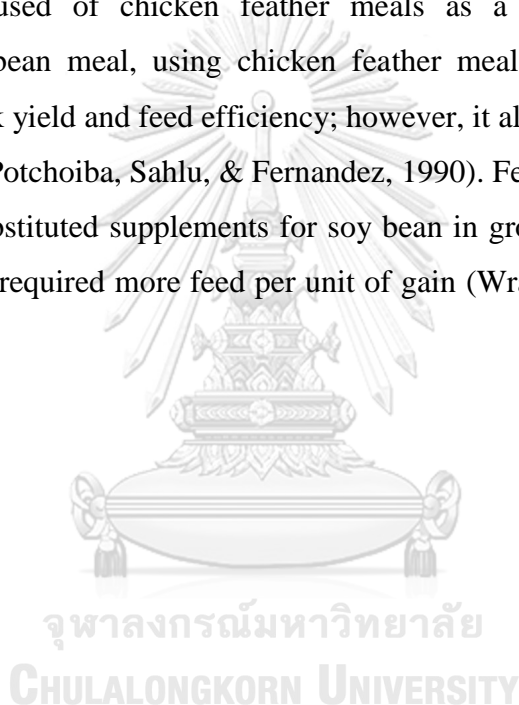 used of chicken feather meals as a
bean meal, using chicken feather meal
yield and feed efficiency; however, it al
Potchoiba, Sahlu, & Fernandez, 1990). Fe
ostituted supplements for soy bean in gro
required more feed per unit of gain (Wr
จุฬาลงกรณ์มหาวิทยาลัย
CHULALONGKORN UNIVERSITY